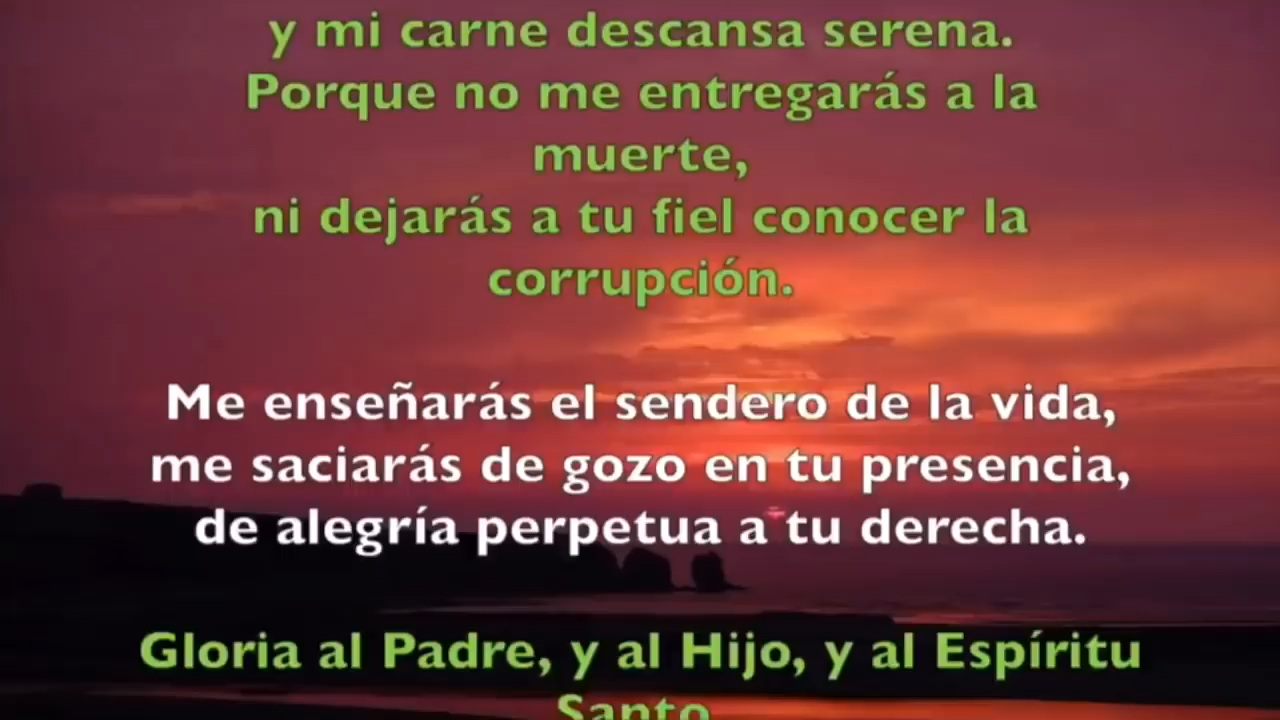 y mi carne descansa serena.
Porque no me entregarás a la
muerte,
ni dejarás a tu fiel conocer la
corrupción.
Me enseñarás el sendero de la vida,
me saciarás de gozo en tu presencia,
de alegría perpetua a tu derecha.
Gloria al Padre, y al Hijo, y al Espíritu
Santo